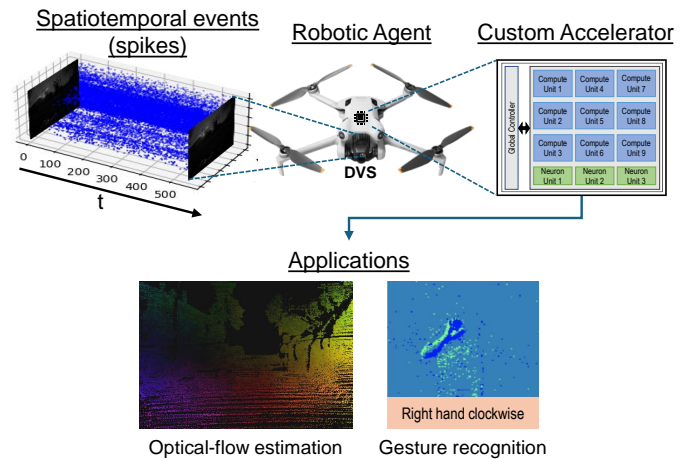 Spatiotemporal events
(spikes)
Robotic Agent
Custom Accelerator
0
100
200
300
400
500
t
DVS
Global Controller
Compute
Unit 1
Compute
Unit 4
Compute
Unit 7
Compute
Unit 2
Compute
Unit 5
Compute
Unit 8
Compute
Unit 3
Compute
Unit 6
Compute
Unit 9
Neuron
Unit 1
Neuron
Unit 2
Neuron
Unit 3
Applications
Right hand clockwise
Optical-flow estimation
Gesture recognition